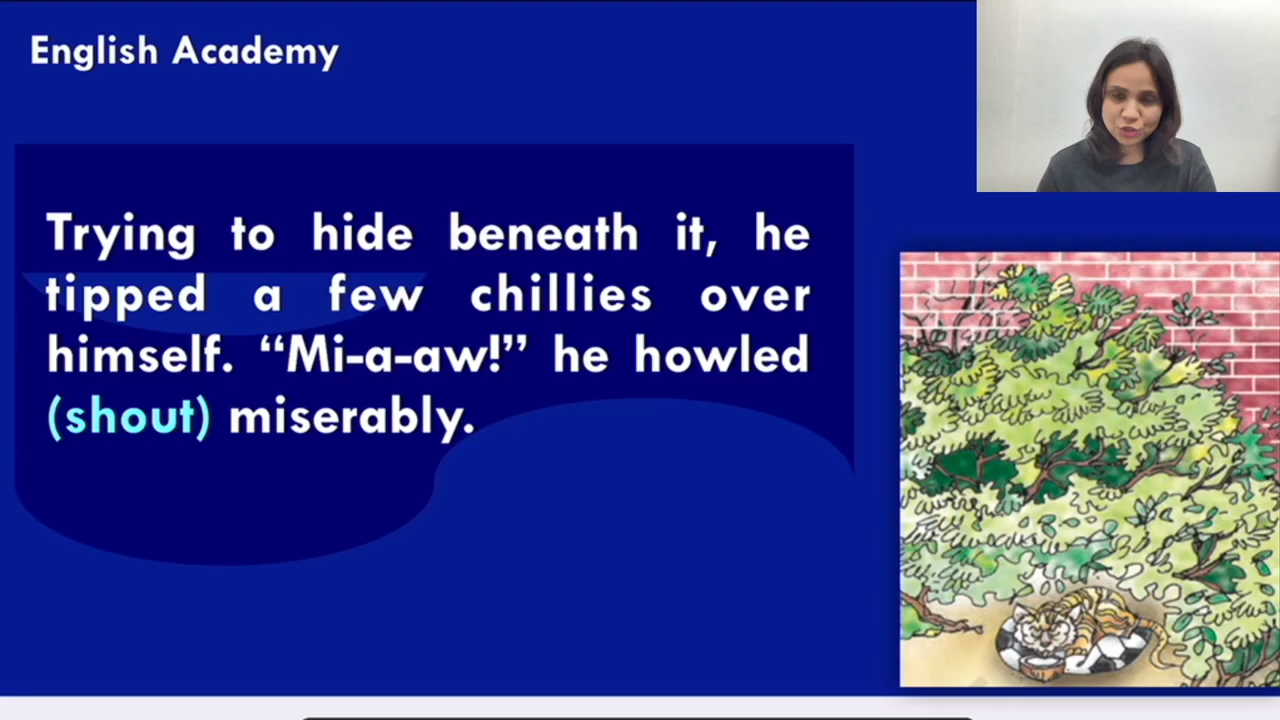 English Academy
Trying to hide beneath it, he
tipped a few chillies over
himself. “Mi-a-aw!” he howled
(shout) miserably.